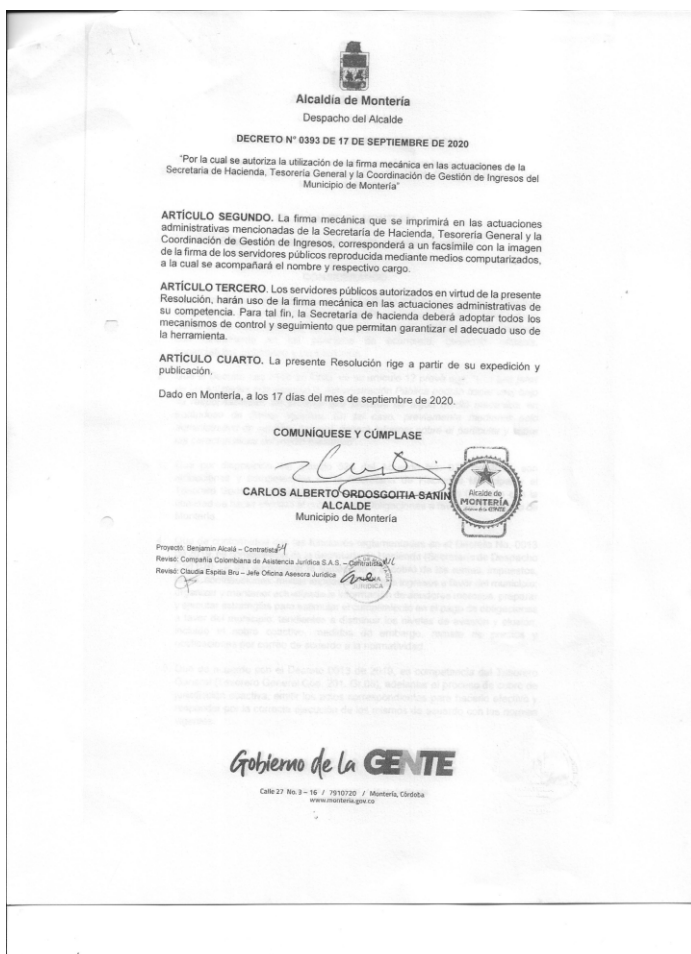 Alcaldía de Montería
Despacho del Alcalde
DECRETO N° 0393 DE 17 DE SEPTIEMBRE DE 2020
"Por la cual se autoriza la utilización de la firma mecánica en las actuaciones de la
Secretaria de Hacienda, Tesorería General y la Coordinación de Gestión de Ingresos del
Municipio de Montería"
ARTÍCULO SEGUNDO. La firma mecánica que se imprimirá en las actuaciones
administrativas mencionadas de la Secretaría de Hacienda, Tesorería General y la
Coordinación de Gestión de Ingresos, corresponderá a un facsímile con la imagen
de la firma de los servidores públicos reproducida mediante medios computarizados,
a la cual se acompañará el nombre y respectivo cargo.
ARTÍCULO TERCERO. Los servidores públicos autorizados en virtud de la presente
Resolución, harán uso de la firma mecánica en las actuaciones administrativas de
su competencia. Para tal fin, la Secretaría de hacienda deberá adoptar todos los
mecanismos de control y seguimiento que permitan garantizar el adecuado uso de
la herramienta.
ARTÍCULO CUARTO. La presente Resolución rige a partir de su expedición y
publicación.
Dado en Montería, a los 17 días del mes de septiembre de 2020.
COMUNÍQUESE Y CÚMPLASE
CARLOS ALBERTO ORDOSGOITIA SANÍN
ALCALDE
Municipio de Montería
Alcaldía de
MONTERÍA
Gobierno de la GENTE
Proyectó: Benjamín Alcalá – Contratista
Revisó: Compañía Colombiana de Asistencia Jurídica S.A.S. – Contratista
Revisó: Claudia Espitia Brú – Jefe Oficina Asesora Jurídica
JURIDICA
Gobierno de la GENTE
Calle 27 No. 3 – 16 / 7910720 / Montería, Córdoba
www.monteria.gov.co